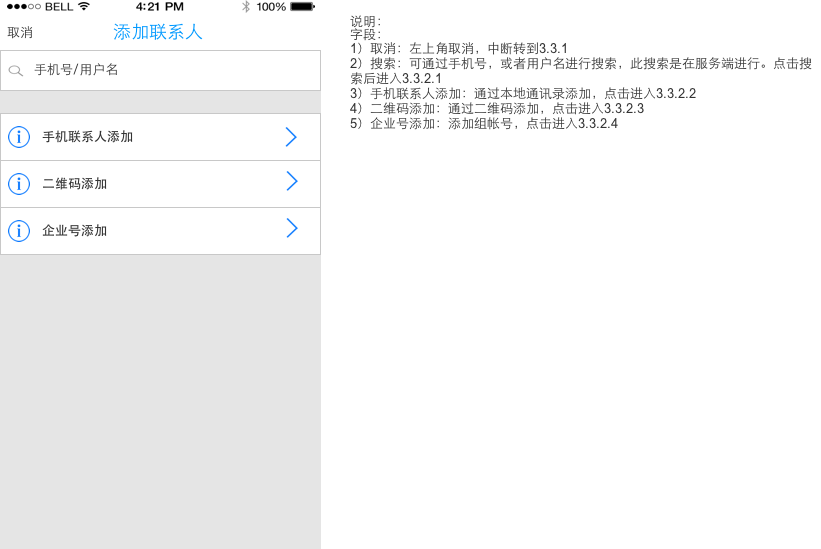 BELL 4:21 PM 100%
取消 添加联系人
手机号/用户名
手机联系人添加
二维码添加
企业号添加
说明：
字段：
1）取消：左上角取消，中断转到3.3.1
2）搜索：可通过手机号，或者用户名进行搜索，此搜索是在服务端进行。点击搜
索后进入3.3.2.1
3）手机联系人添加：通过本地通讯录添加，点击进入3.3.2.2
4）二维码添加：通过二维码添加，点击进入3.3.2.3
5）企业号添加：添加组帐号，点击进入3.3.2.4